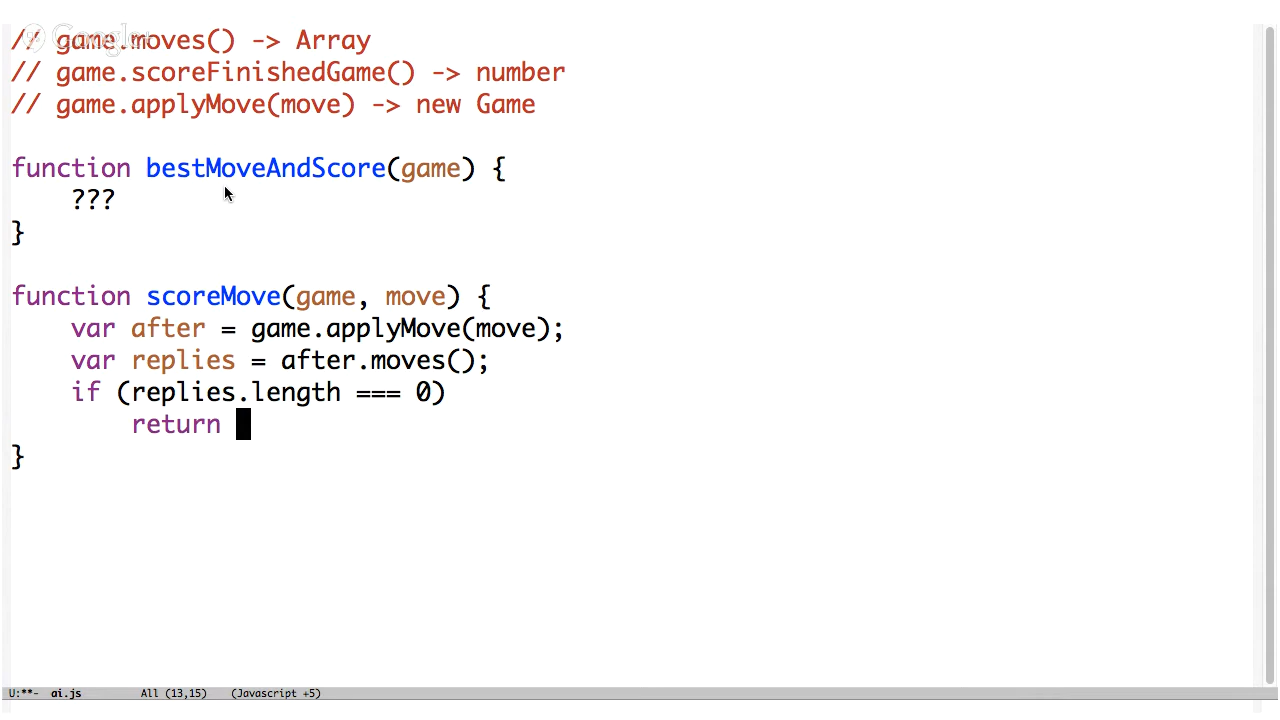 // game.moves() -> Array
Google+
// game.scoreFinishedGame() -> number
// game.applyMove(move) -> new Game
function bestMoveAndScore(game) {
???
}
function scoreMove(game, move) {
var after = game.applyMove(move);
var replies = after.moves();
if (replies.length === 0)
return
}
U:**- ai.js All (13,15) (Javascript +5)